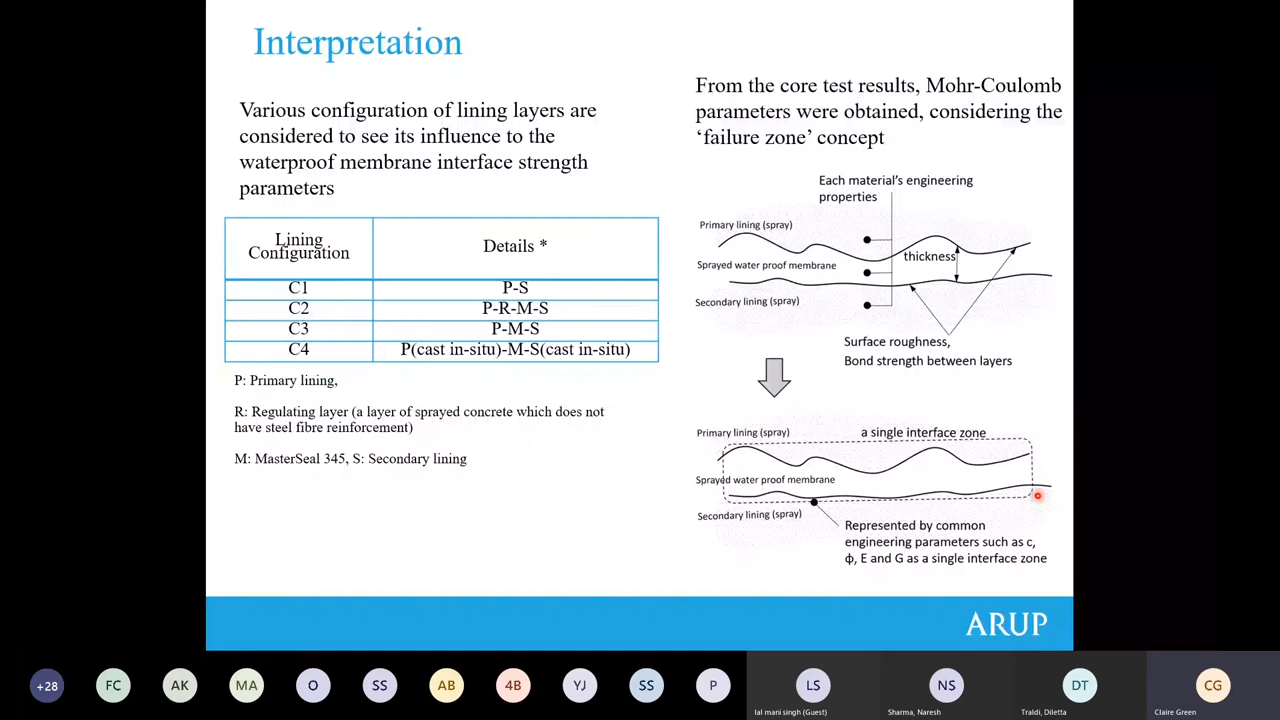 Interpretation
Various configuration of lining layers are
considered to see its influence to the
waterproof membrane interface strength
parameters
Lining
Configuration
Details *
C1
P-S
C2
P-R-M-S
C3
P-M-S
C4
P(cast in-situ)-M-S(cast in-situ)
P: Primary lining,
R: Regulating layer (a layer of sprayed concrete which does not
have steel fibre reinforcement)
M: MasterSeal 345, S: Secondary lining
From the core test results, Mohr-Coulomb
parameters were obtained, considering the
‘failure zone’ concept
Each material’s engineering
properties
Primary lining (spray)
thickness
Sprayed water proof membrane
Secondary lining (spray)
Surface roughness,
Bond strength between layers
Primary lining (spray)
a single interface zone
Sprayed water proof membrane
Secondary lining (spray)
Represented by common
engineering parameters such as c,
ϕ, E and G as a single interface zone
ARUP
+28
FC
AK
MA
O
SS
AB
4B
YJ
SS
P
LS
NS
DT
CG
lal mani singh (Guest)
Sharma, Naresh
Traldi, Diletta
Claire Green